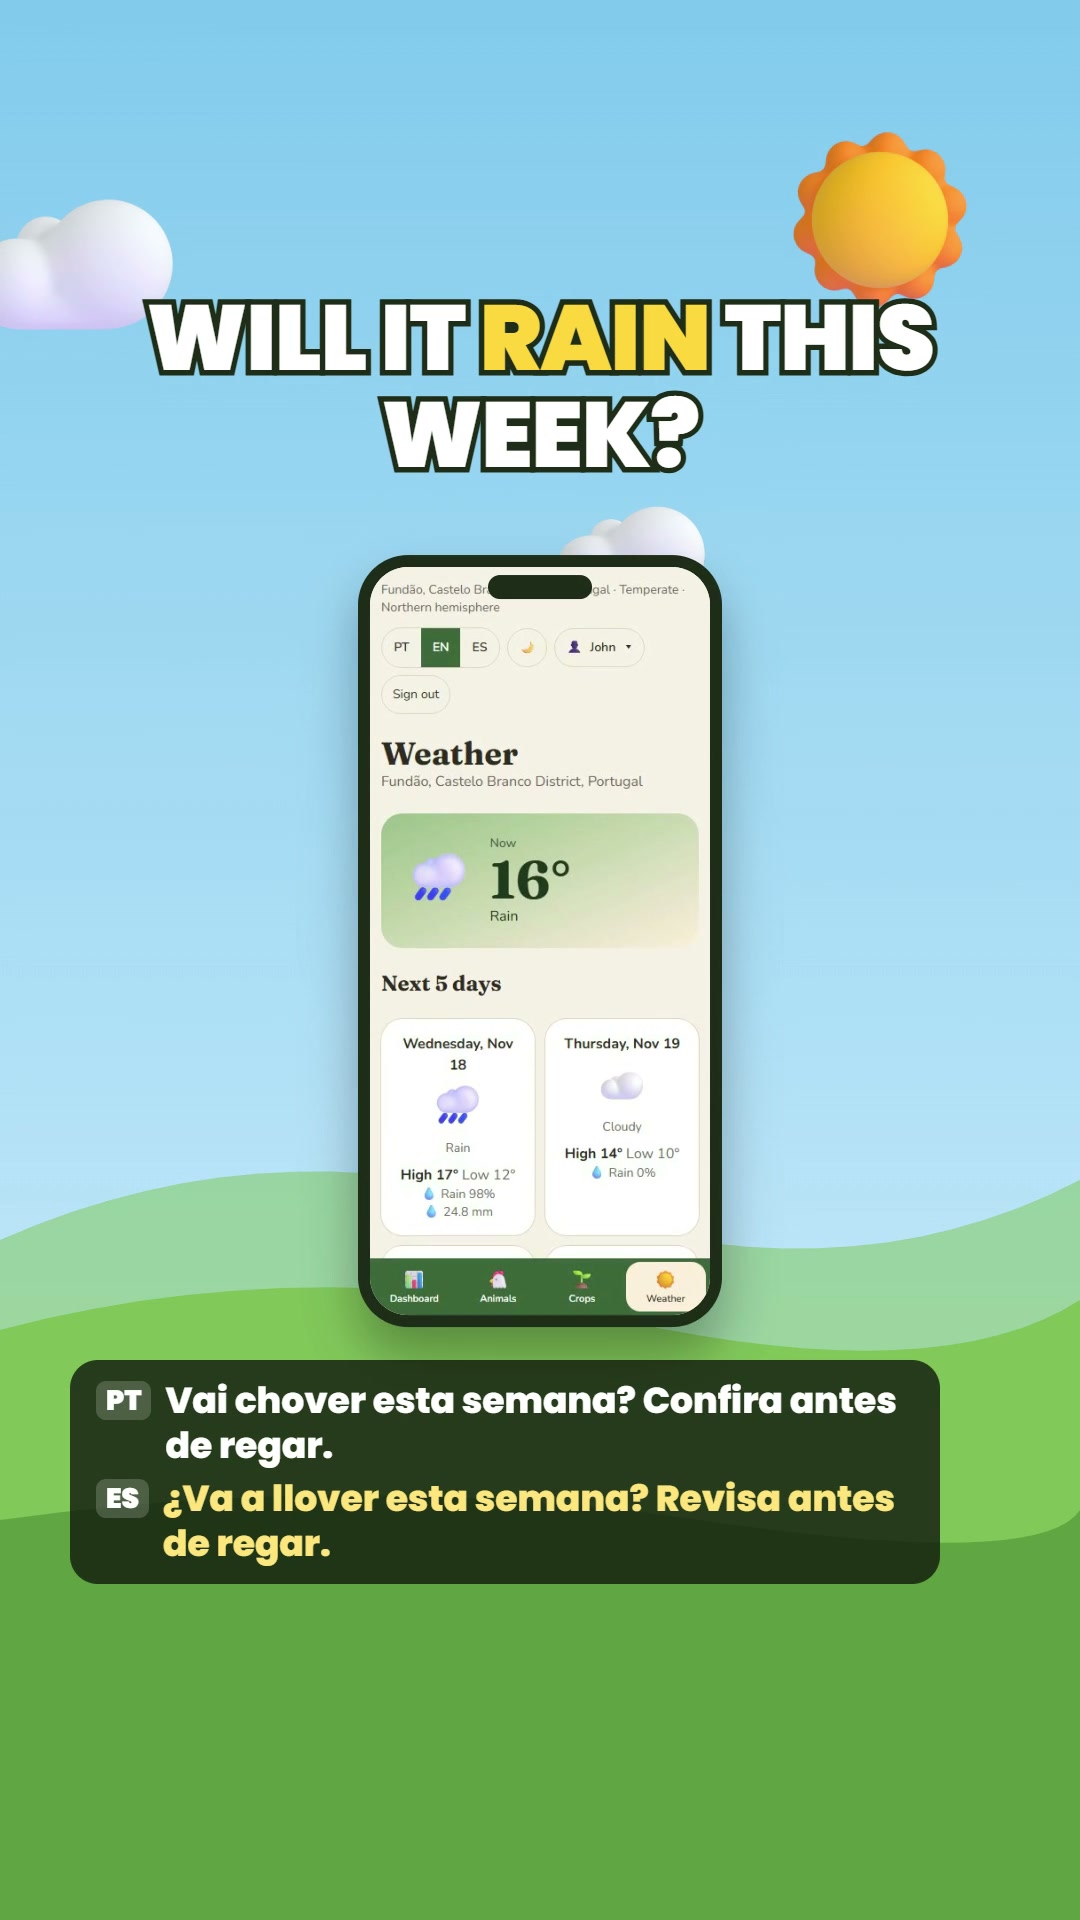 WILL IT RAIN THIS
WEEK?
Fundão, Castelo gal · Temperate ·
Northern hemisphere
PT EN ES John
Sign out
Weather
Fundão, Castelo Branco District, Portugal
Now
16°
Rain
Next 5 days
Wednesday, Nov
18
Rain
High 17° Low 12°
Rain 98%
24.8 mm
Thursday, Nov 19
Cloudy
High 14° Low 10°
Rain 0%
Dashboard Animals Crops Weather
PT Vai chover esta semana? Confira antes
de regar.
ES ¿Va a llover esta semana? Revisa antes
de regar.